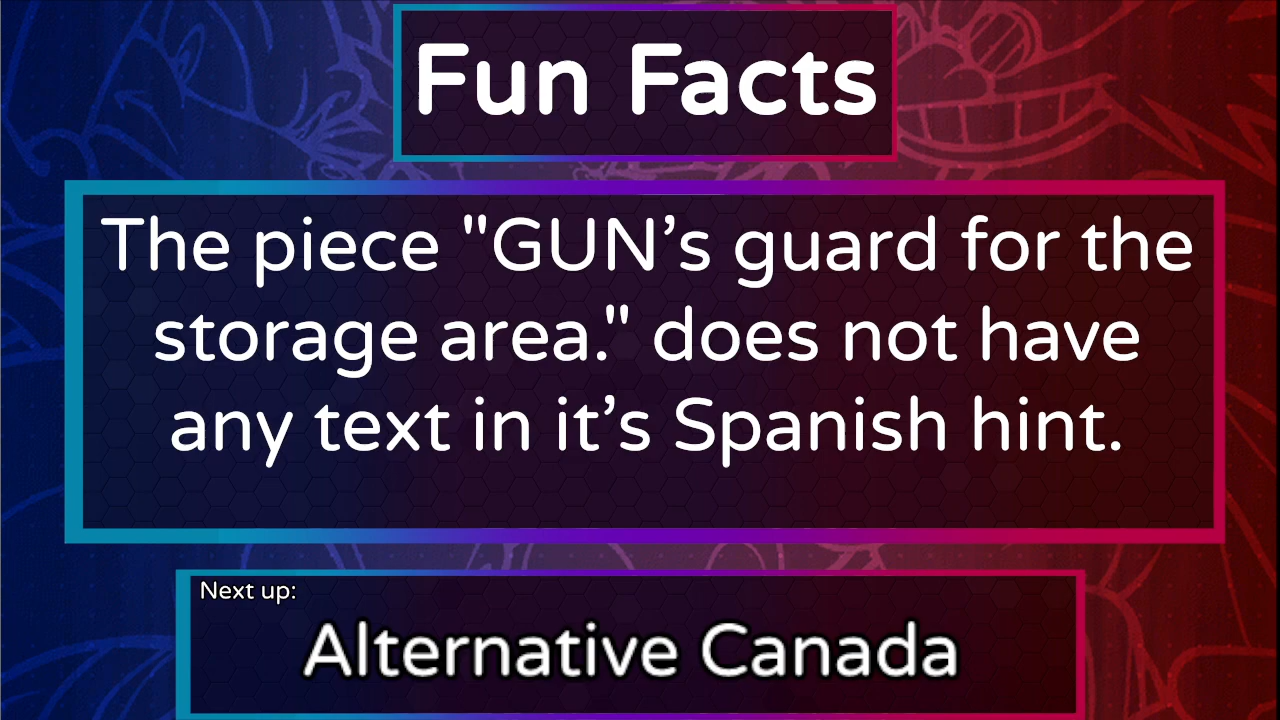 Fun Facts
The piece "GUN’s guard for the
storage area." does not have
any text in it’s Spanish hint.
Next up:
Alternative Canada